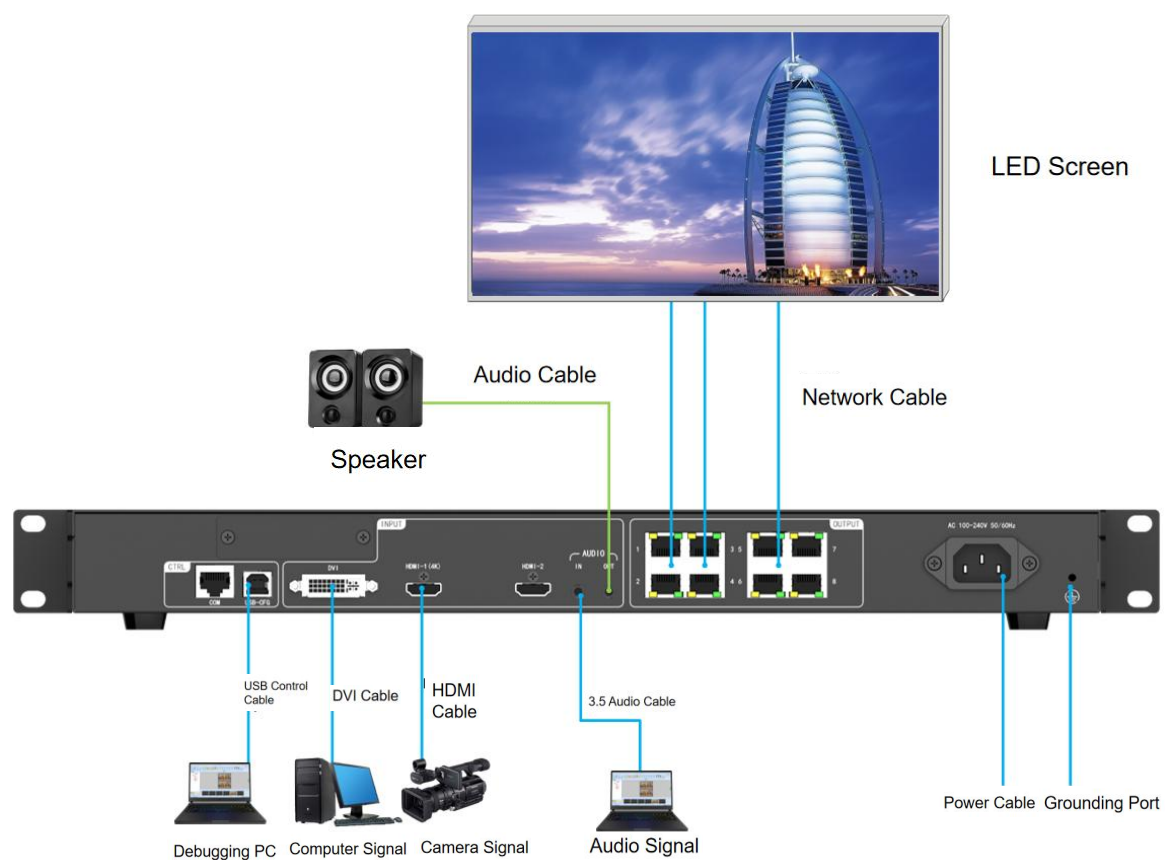 LED Screen
Audio Cable
Network Cable
Speaker
INPUT
OUTPUT
AC 100-240V 50/60Hz
1
3 5
7
AUDIO
CTRL
DVI
HDMI-1(4K)
HDMI-2
IN
OUT
2
4 6
8
COM
USB-CFG
USB Control
Cable
DVI Cable
HDMI
Cable
3.5 Audio Cable
Power Cable
Grounding Port
Debugging PC
Computer Signal
Camera Signal
Audio Signal